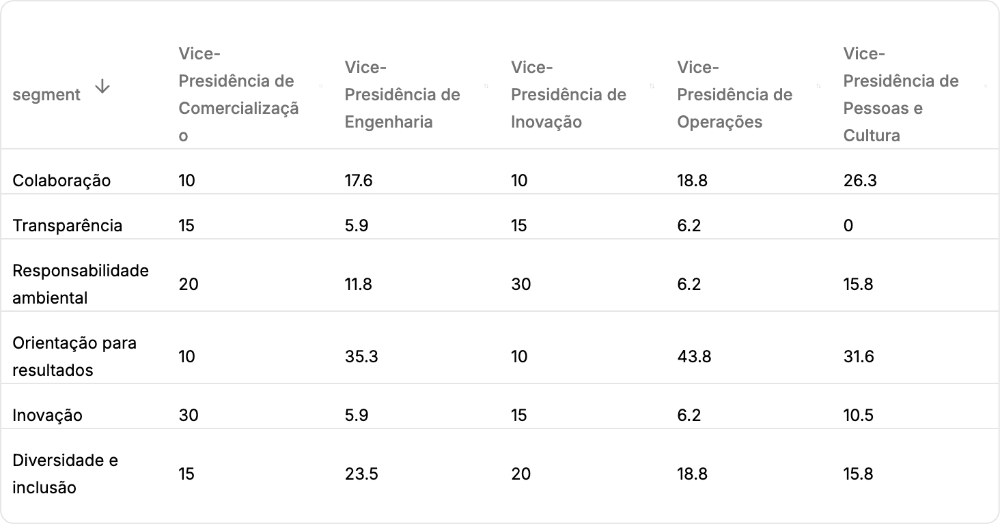 segment
Vice-
Presidência de
Comercializaçã
o
Vice-
Presidência de
Engenharia
Vice-
Presidência de
Inovação
Vice-
Presidência de
Operações
Vice-
Presidência de
Pessoas e
Cultura
Colaboração 10 17.6 10 18.8 26.3
Transparência 15 5.9 15 6.2 0
Responsabilidade
ambiental 20 11.8 30 6.2 15.8
Orientação para
resultados 10 35.3 10 43.8 31.6
Inovação 30 5.9 15 6.2 10.5
Diversidade e
inclusão 15 23.5 20 18.8 15.8